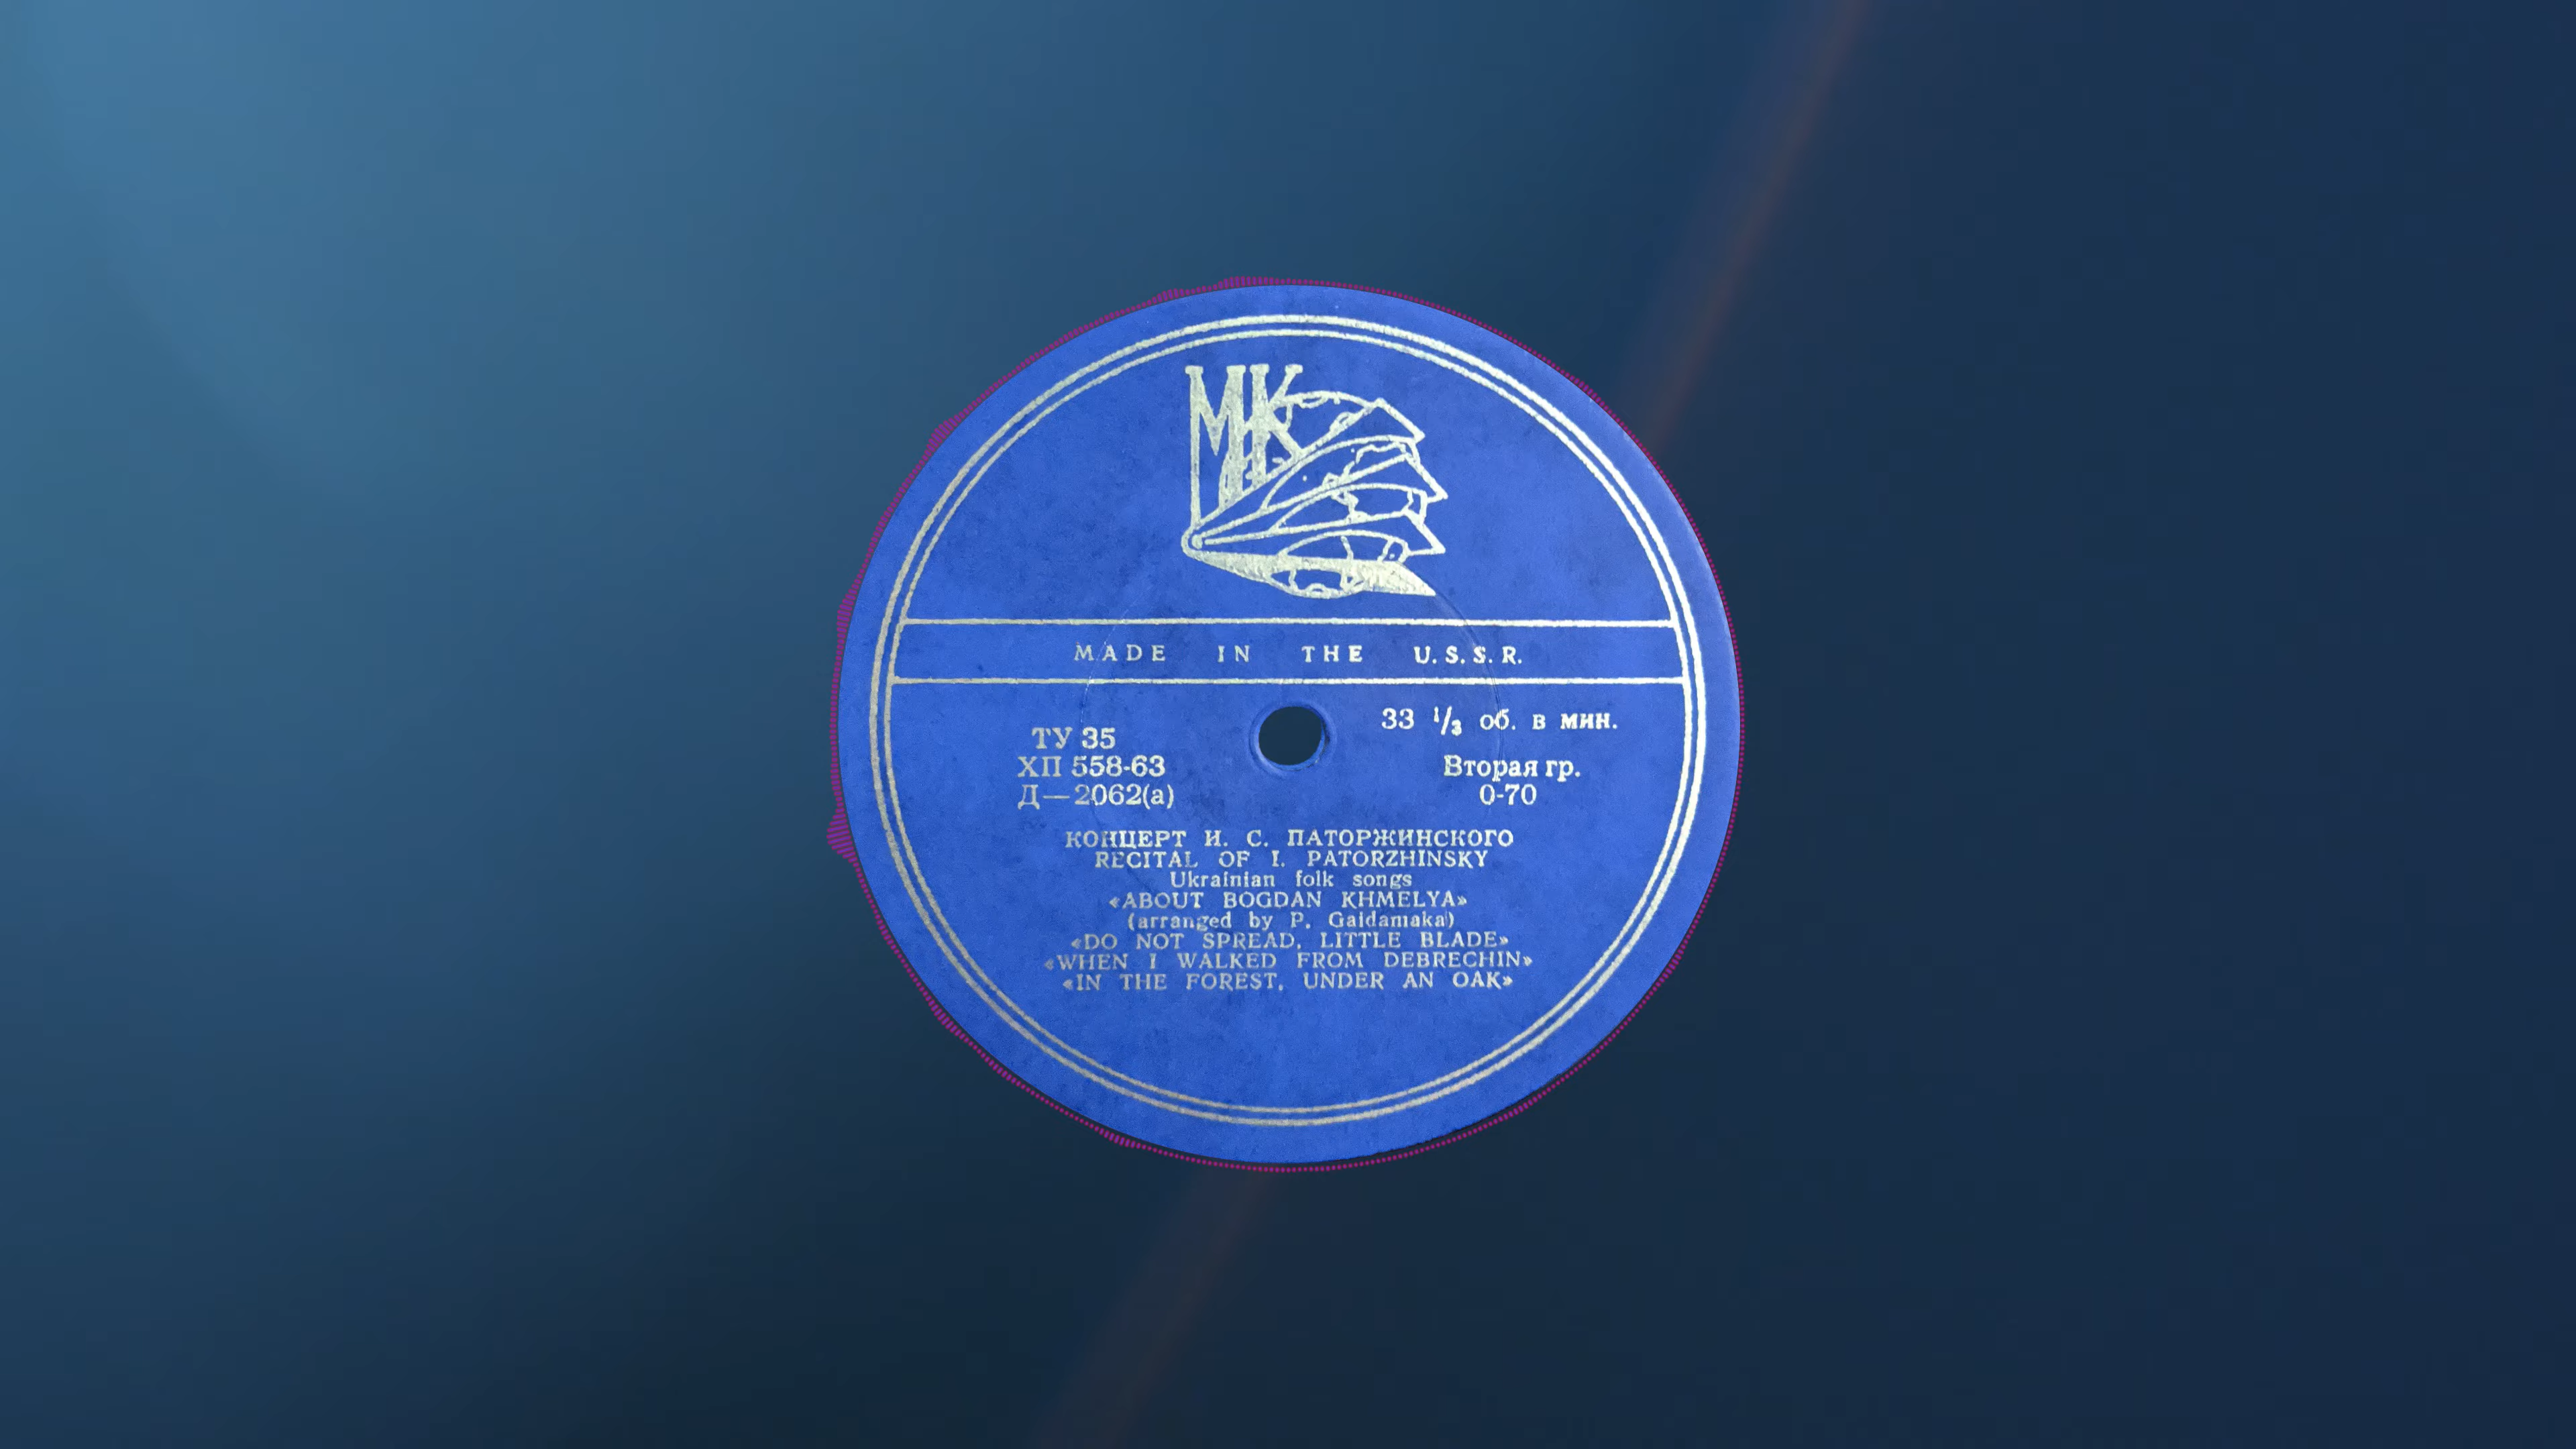 МК
MADE IN THE U.S.S.R.
33 1/3 об. в мин.
ТУ 35
ХП 558-63
Д—2062(а)
Вторая гр.
0-70
КОНЦЕРТ И. С. ПАТОРЖИНСКОГО
RECITAL OF I. PATORZHINSKY
Ukrainian folk songs
«ABOUT BOGDAN KHMELYA»
(arranged by P. Gaidamaka)
«DO NOT SPREAD, LITTLE BLADE»
«WHEN I WALKED FROM DEBRECHIN»
«IN THE FOREST, UNDER AN OAK»